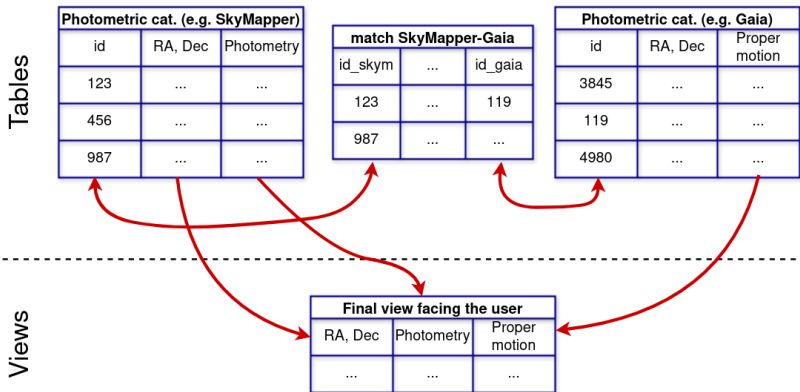 Tables
Photometric cat. (e.g. SkyMapper)
id RA, Dec Photometry
123 ... ...
456 ... ...
987 ... ...
match SkyMapper-Gaia
id_skym ... id_gaia
123 ... 119
987 ... ...
Photometric cat. (e.g. Gaia)
id RA, Dec Proper
motion
3845 ... ...
119 ... ...
4980 ... ...
Views
Final view facing the user
RA, Dec Photometry Proper
motion
... ... ...